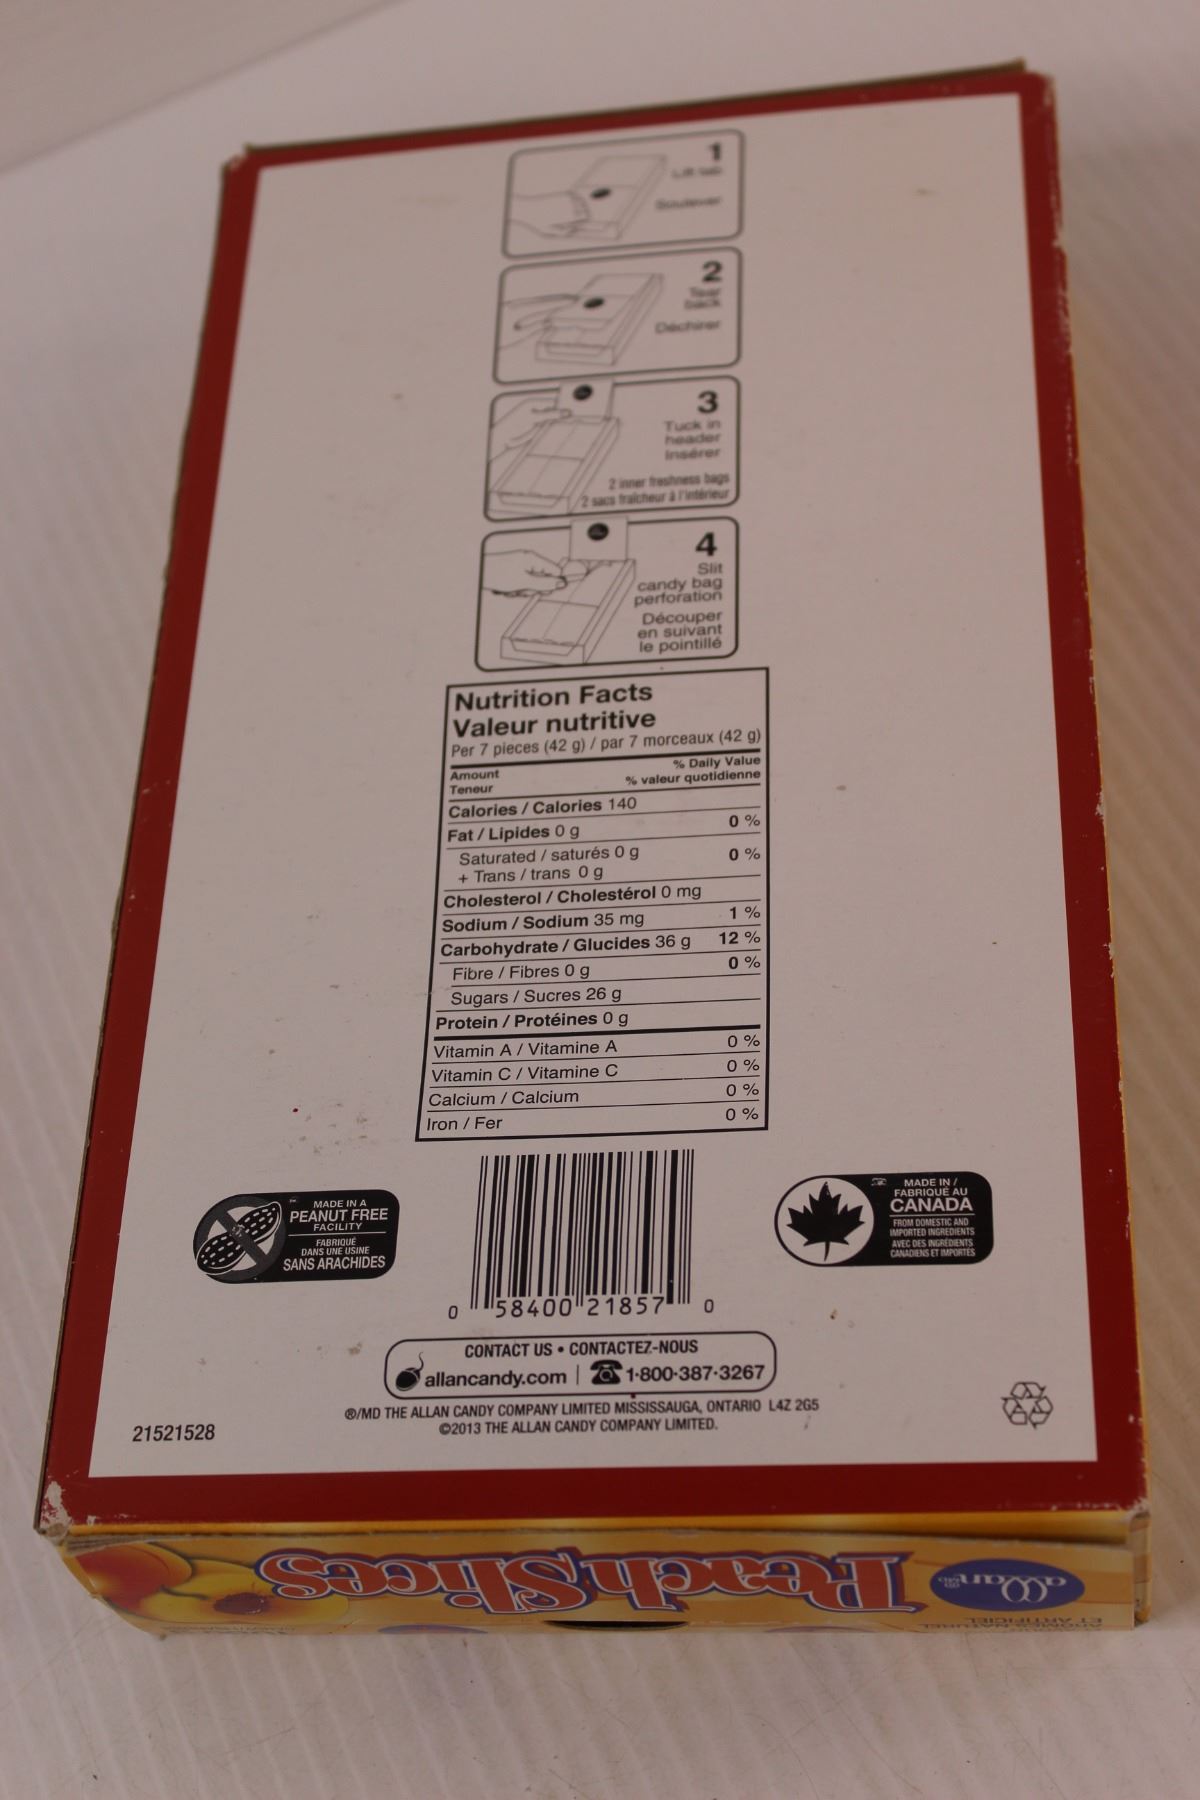 1
Lift tab
Soulever
2
Tear
back
Déchirer
3
Tuck in
header
Insérer
2 inner freshness bags
2 sacs fraîcheur à l'intérieur
4
Slit
candy bag
perforation
Découper
en suivant
le pointillé
Nutrition Facts
Valeur nutritive
Per 7 pieces (42 g) / par 7 morceaux (42 g)
Amount % Daily Value
Teneur % valeur quotidienne
Calories / Calories 140
Fat / Lipides 0 g 0 %
Saturated / saturés 0 g 0 %
+ Trans / trans 0 g
Cholesterol / Cholestérol 0 mg
Sodium / Sodium 35 mg 1 %
Carbohydrate / Glucides 36 g 12 %
Fibre / Fibres 0 g 0 %
Sugars / Sucres 26 g
Protein / Protéines 0 g
Vitamin A / Vitamine A 0 %
Vitamin C / Vitamine C 0 %
Calcium / Calcium 0 %
Iron / Fer 0 %
MADE IN A
PEANUT FREE
FACILITY
FABRIQUÉ
DANS UNE USINE
SANS ARACHIDES
MADE IN /
FABRIQUÉ AU
CANADA
FROM DOMESTIC AND
IMPORTED INGREDIENTS
AVEC DES INGRÉDIENTS
CANADIENS ET IMPORTÉS
0 58400 21857 0
CONTACT US • CONTACTEZ-NOUS
allancandy.com | 1-800-387-3267
®/MD THE ALLAN CANDY COMPANY LIMITED MISSISSAUGA, ONTARIO L4Z 2G5
©2013 THE ALLAN CANDY COMPANY LIMITED.
21521528
allan
Peach Slices
ET ARTIFICIEL